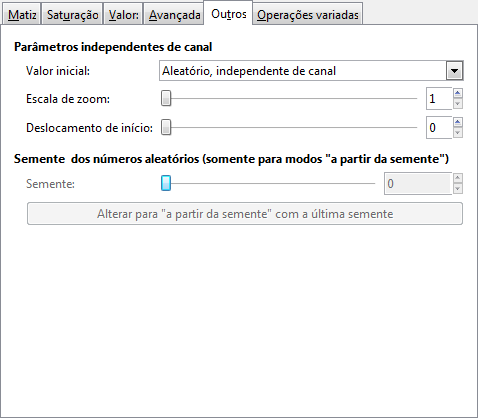 Matiz Saturação Valor: Avançada Outros Operações variadas
Parâmetros independentes de canal
Valor inicial: Aleatório, independente de canal
Escala de zoom: 1
Deslocamento de início: 0
Semente dos números aleatórios (somente para modos "a partir da semente")
Semente: 0
Alterar para "a partir da semente" com a última semente